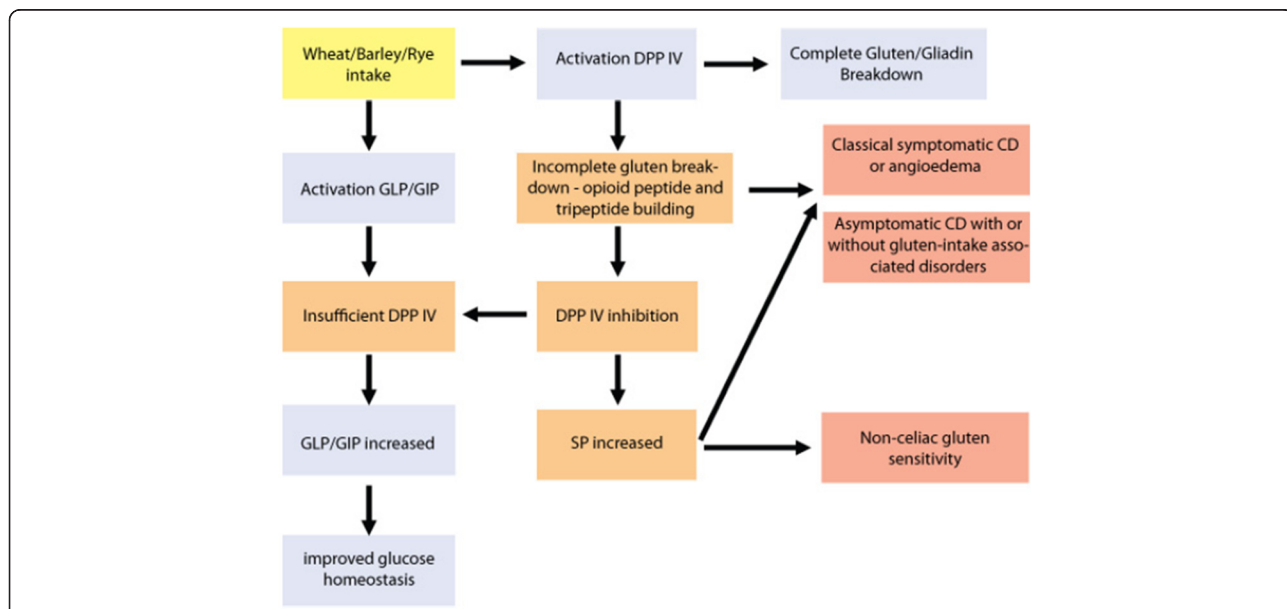 Wheat/Barley/Rye
intake
Activation DPP IV
Complete Gluten/Gliadin
Breakdown
Activation GLP/GIP
Incomplete gluten break-
down - opioid peptide and
tripeptide building
Classical symptomatic CD
or angioedema
Asymptomatic CD with or
without gluten-intake asso-
ciated disorders
Insufficient DPP IV
DPP IV inhibition
GLP/GIP increased
SP increased
Non-celiac gluten
sensitivity
improved glucose
homeostasis